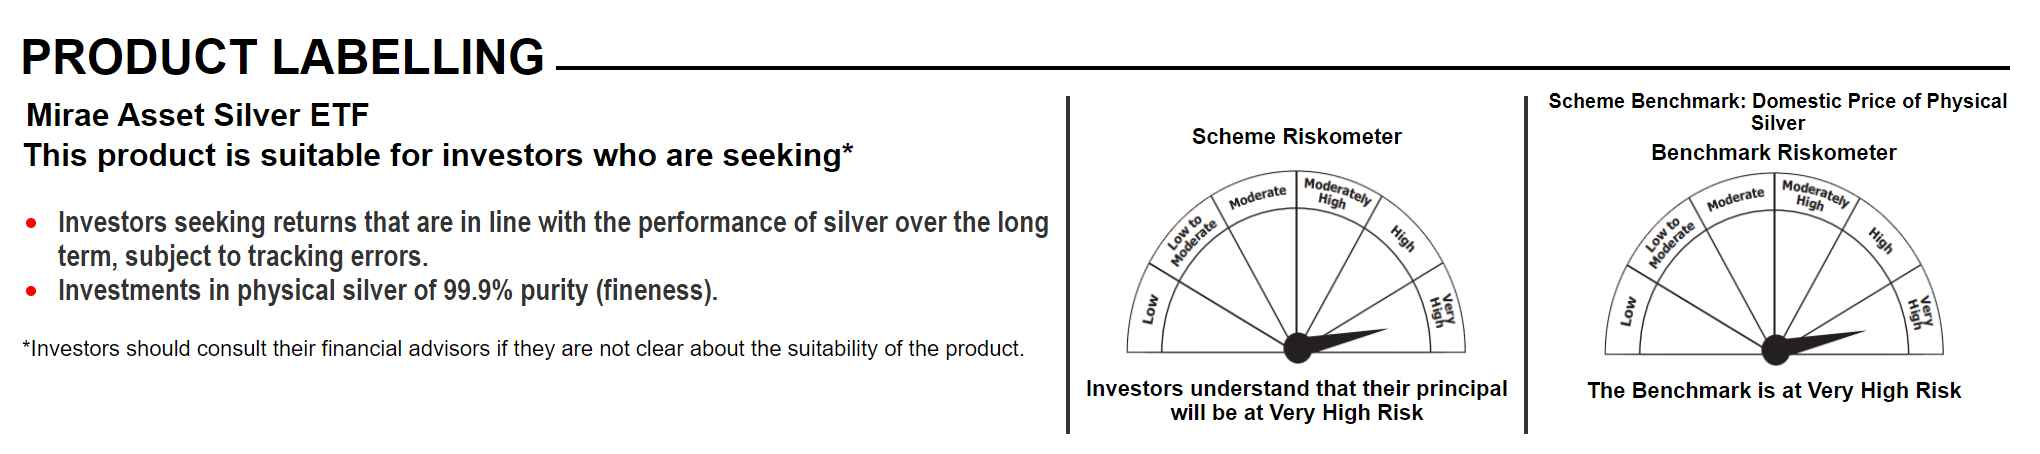 PRODUCT LABELLING
Mirae Asset Silver ETF
This product is suitable for investors who are seeking*
• Investors seeking returns that are in line with the performance of silver over the long
term, subject to tracking errors.
• Investments in physical silver of 99.9% purity (fineness).
*Investors should consult their financial advisors if they are not clear about the suitability of the product.
Scheme Riskometer
Low
Low to
Moderate
Moderate
Moderately
High
High
Very
High
Investors understand that their principal
will be at Very High Risk
Scheme Benchmark: Domestic Price of Physical
Silver
Benchmark Riskometer
Low
Low to
Moderate
Moderate
Moderately
High
High
Very
High
The Benchmark is at Very High Risk